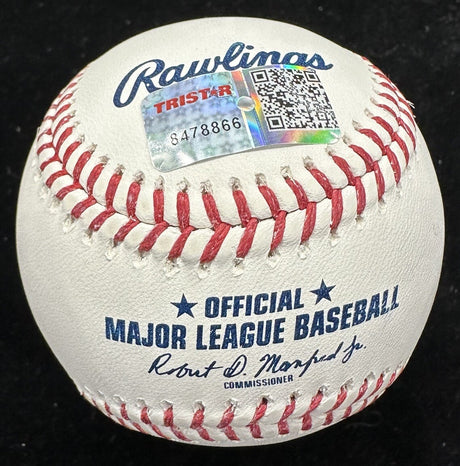 Rawlings
TRISTAR
8478866
★ OFFICIAL ★
MAJOR LEAGUE BASEBALL
Robert D. Manfred Jr.
COMMISSIONER